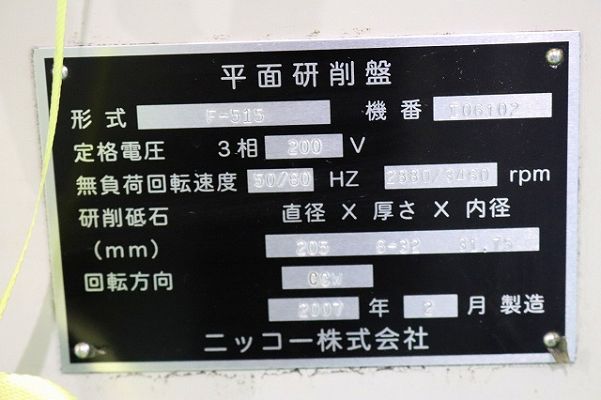 平面研削盤
形式 F-515 機番 I06102
定格電圧 3相 200 V
無負荷回転速度 50/60 HZ 2880/3460 rpm
研削砥石 直径 X 厚さ X 内径
(mm) 205 6-32 31.75
回転方向 CCW
2007 年 2 月 製造
ニッコー株式会社